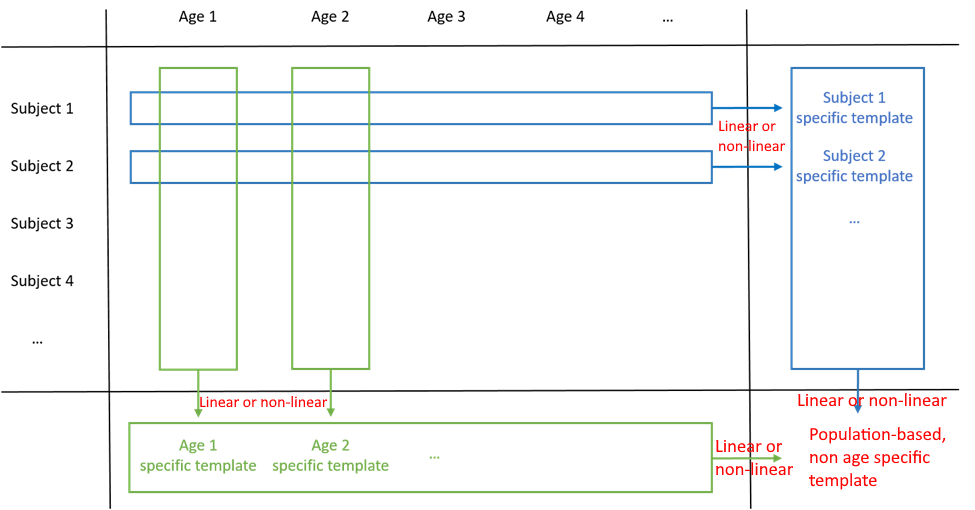 Age 1
Age 2
Age 3
Age 4
...
Subject 1
Subject 2
Subject 3
Subject 4
...
Linear or
non-linear
Subject 1
specific template
Subject 2
specific template
...
Linear or non-linear
Linear or non-linear
Age 1
specific template
Age 2
specific template
...
Linear or
non-linear
Population-based,
non age specific
template